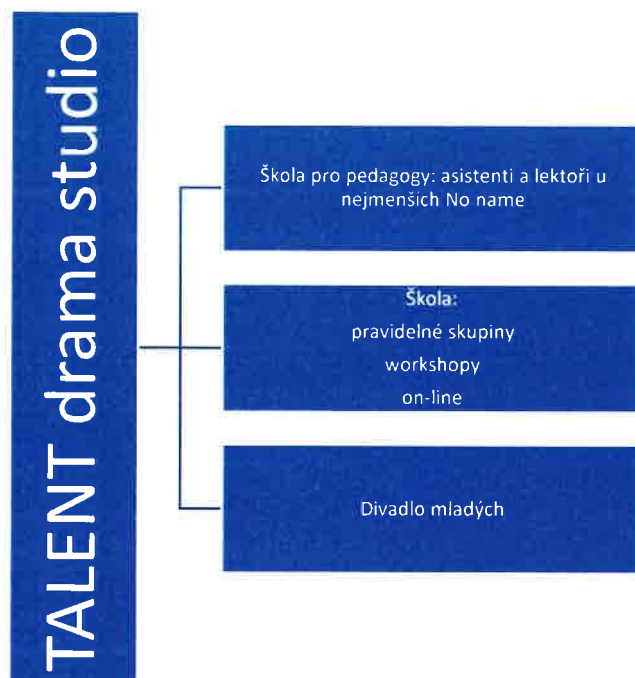 TALENT drama studio
Škola pro pedagogy: asistenti a lektoři u
nejmenších No name
Škola:
pravidelné skupiny
workshopy
on-line
Divadlo mladých